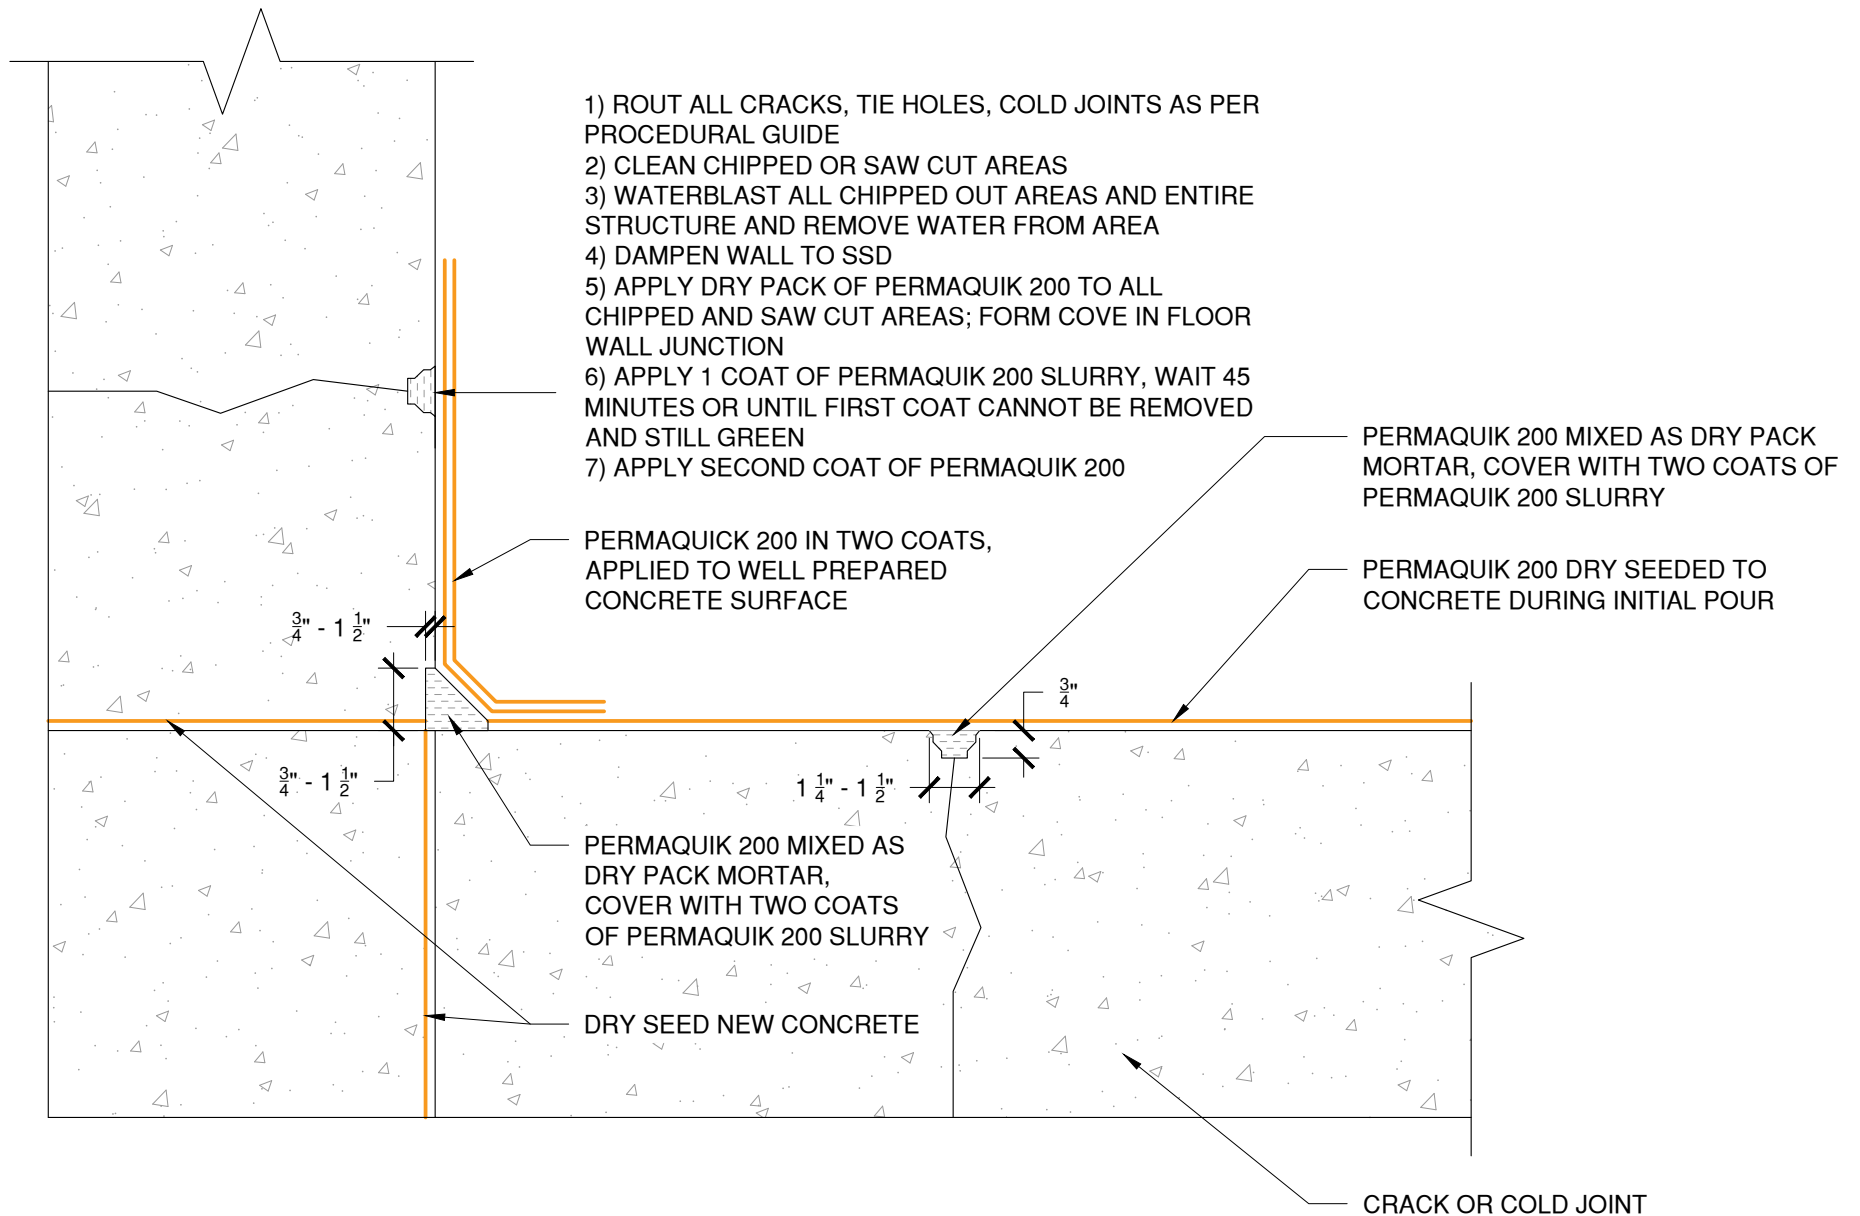 1) ROUT ALL CRACKS, TIE HOLES, COLD JOINTS AS PER
PROCEDURAL GUIDE
2) CLEAN CHIPPED OR SAW CUT AREAS
3) WATERBLAST ALL CHIPPED OUT AREAS AND ENTIRE
STRUCTURE AND REMOVE WATER FROM AREA
4) DAMPEN WALL TO SSD
5) APPLY DRY PACK OF PERMAQUIK 200 TO ALL
CHIPPED AND SAW CUT AREAS; FORM COVE IN FLOOR
WALL JUNCTION
6) APPLY 1 COAT OF PERMAQUIK 200 SLURRY, WAIT 45
MINUTES OR UNTIL FIRST COAT CANNOT BE REMOVED
AND STILL GREEN
7) APPLY SECOND COAT OF PERMAQUIK 200
PERMAQUIK 200 MIXED AS DRY PACK
MORTAR, COVER WITH TWO COATS OF
PERMAQUIK 200 SLURRY
PERMAQUICK 200 IN TWO COATS,
APPLIED TO WELL PREPARED
CONCRETE SURFACE
PERMAQUIK 200 DRY SEEDED TO
CONCRETE DURING INITIAL POUR
3/4" - 1 1/2"
3/4"
3/4" - 1 1/2"
1 1/4" - 1 1/2"
PERMAQUIK 200 MIXED AS
DRY PACK MORTAR,
COVER WITH TWO COATS
OF PERMAQUIK 200 SLURRY
DRY SEED NEW CONCRETE
CRACK OR COLD JOINT